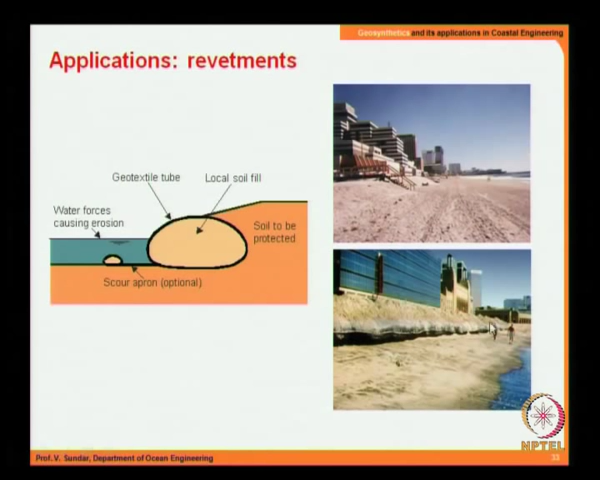 Geosynthetics and its applications in Coastal Engineering
Applications: revetments
Geotextile tube
Local soil fill
Water forces
causing erosion
Soil to be
protected
Scour apron (optional)
NPTEL
Prof. V. Sundar, Department of Ocean Engineering
33